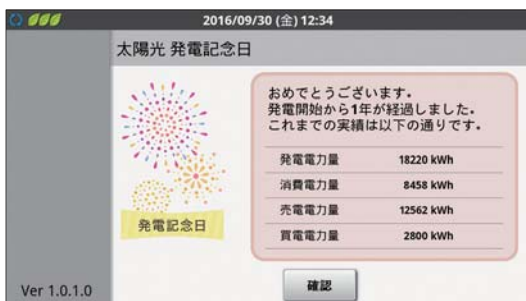 2016/09/30 (金) 12:34
太陽光 発電記念日
おめでとうございます。
発電開始から1年が経過しました。
これまでの実績は以下の通りです。
発電電力量 18220 kWh
消費電力量 8458 kWh
売電電力量 12562 kWh
買電電力量 2800 kWh
発電記念日
確認
Ver 1.0.1.0